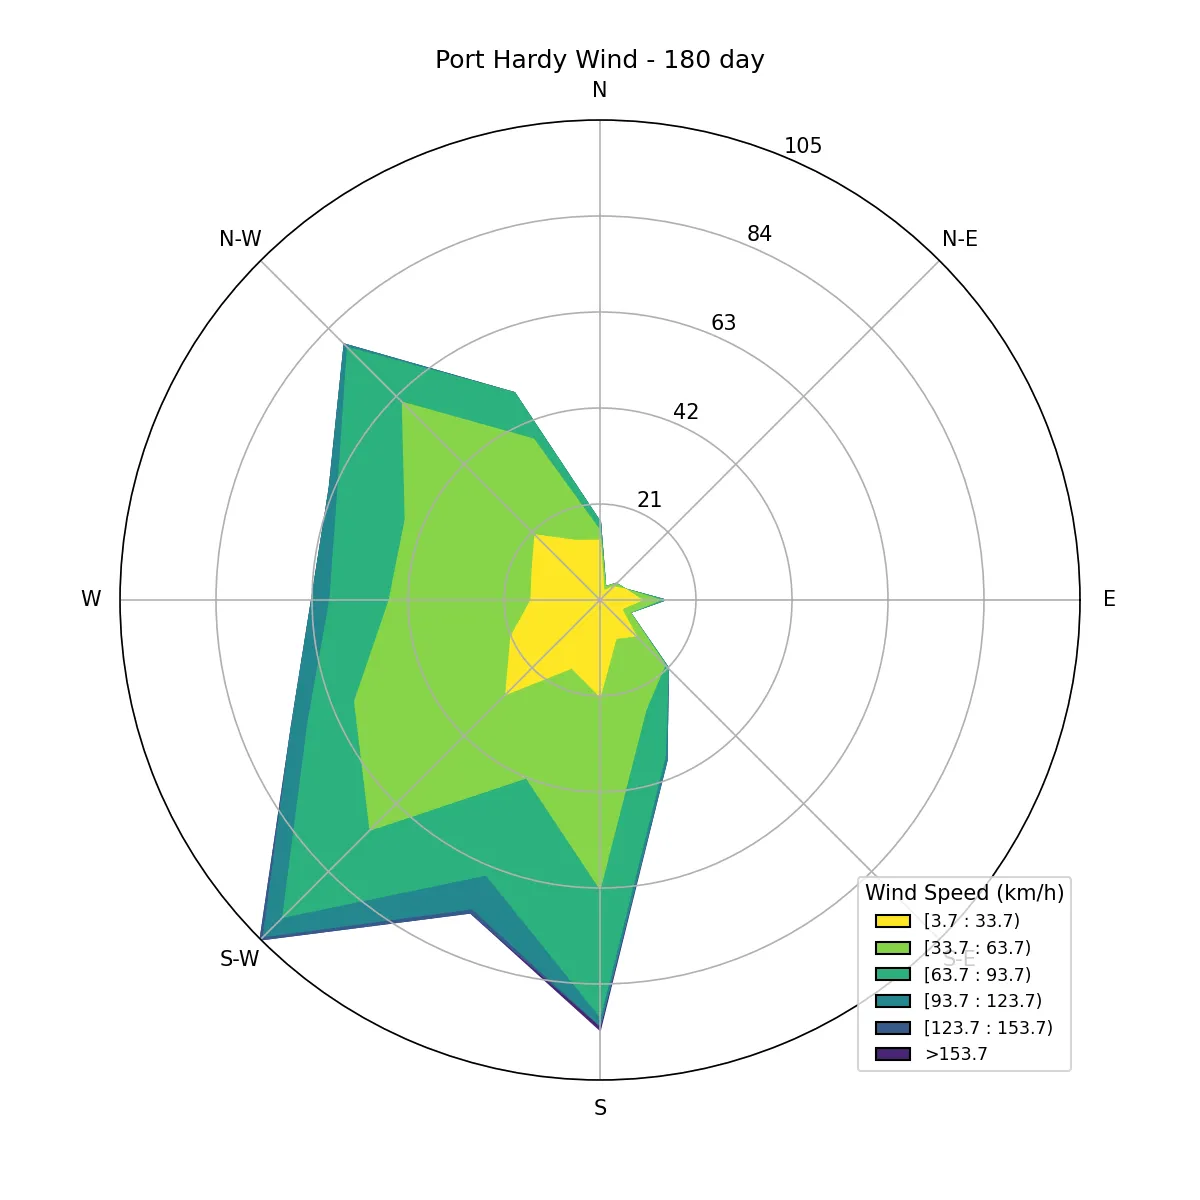 Port Hardy Wind - 180 day
N
105
N-W
84
N-E
63
42
21
W
E
Wind Speed (km/h)
[3.7 : 33.7)
[33.7 : 63.7)
S-W
S-E
[63.7 : 93.7)
[93.7 : 123.7)
[123.7 : 153.7)
>153.7
S